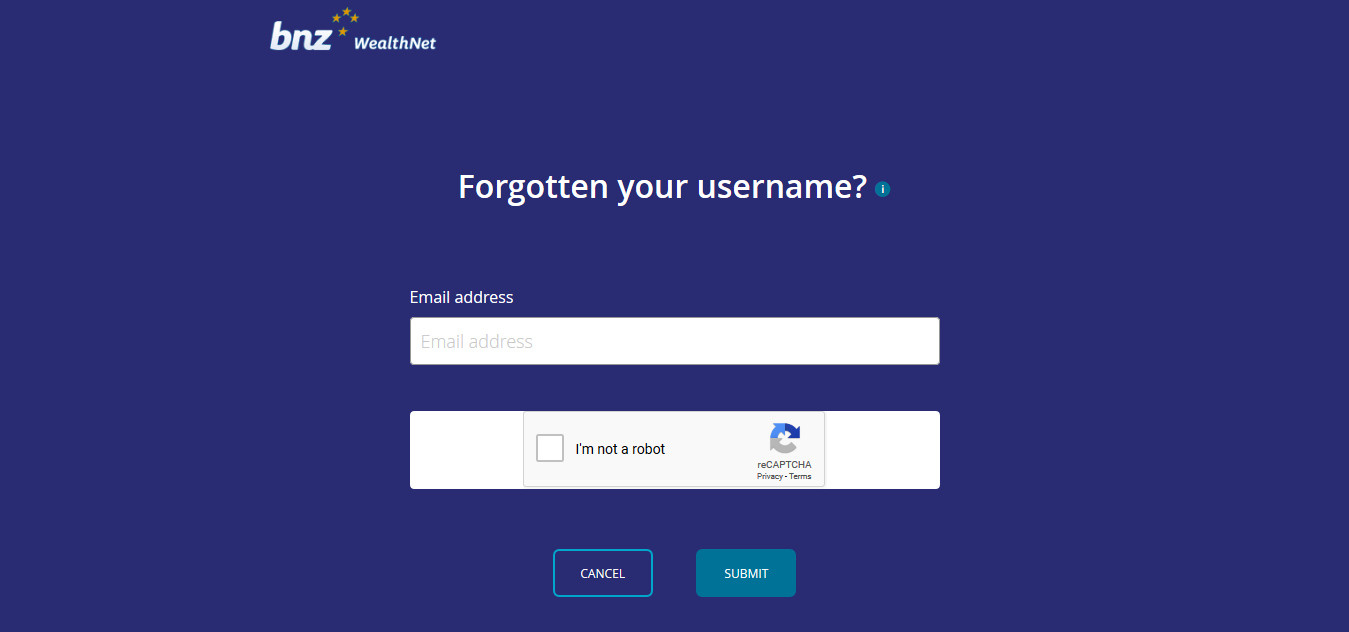 bnz WealthNet
Forgotten your username? i
Email address
Email address
I'm not a robot
reCAPTCHA
Privacy - Terms
CANCEL
SUBMIT